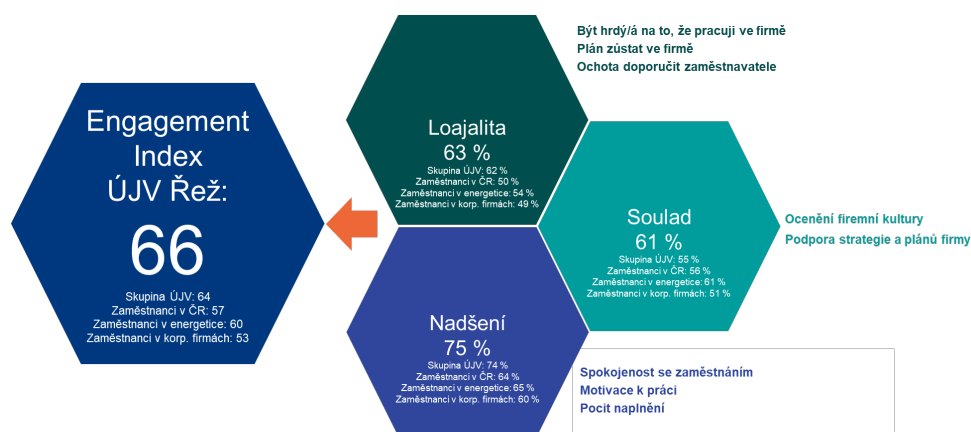 Engagement
Index
ÚJV Řež:
66
Skupina ÚJV: 64
Zaměstnanci v ČR: 57
Zaměstnanci v energetice: 60
Zaměstnanci v korp. firmách: 53
Být hrdý/á na to, že pracuji ve firmě
Plán zústat ve firmě
Ochota doporučit zaměstnavatele
Loajalita
63 %
Skupina ÚJV: 62 %
Zaměstnanci v ČR: 50 %
Zaměstnanci v energetice: 54 %
Zaměstnanci v korp. firmách: 49 %
Soulad
61 %
Skupina ÚJV: 55 %
Zaměstnanci v ČR: 56 %
Zaměstnanci v energetice: 61 %
Zaměstnanci v korp. firmách: 51 %
Ocenění firemní kultury
Podpora strategie a plánů firmy
Nadšení
75 %
Skupina ÚJV: 74 %
Zaměstnanci v ČR: 64 %
Zaměstnanci v energetice: 65 %
Zaměstnanci v korp. firmách: 60 %
Spokojenost se zaměstnáním
Motivace k práci
Pocit naplnění